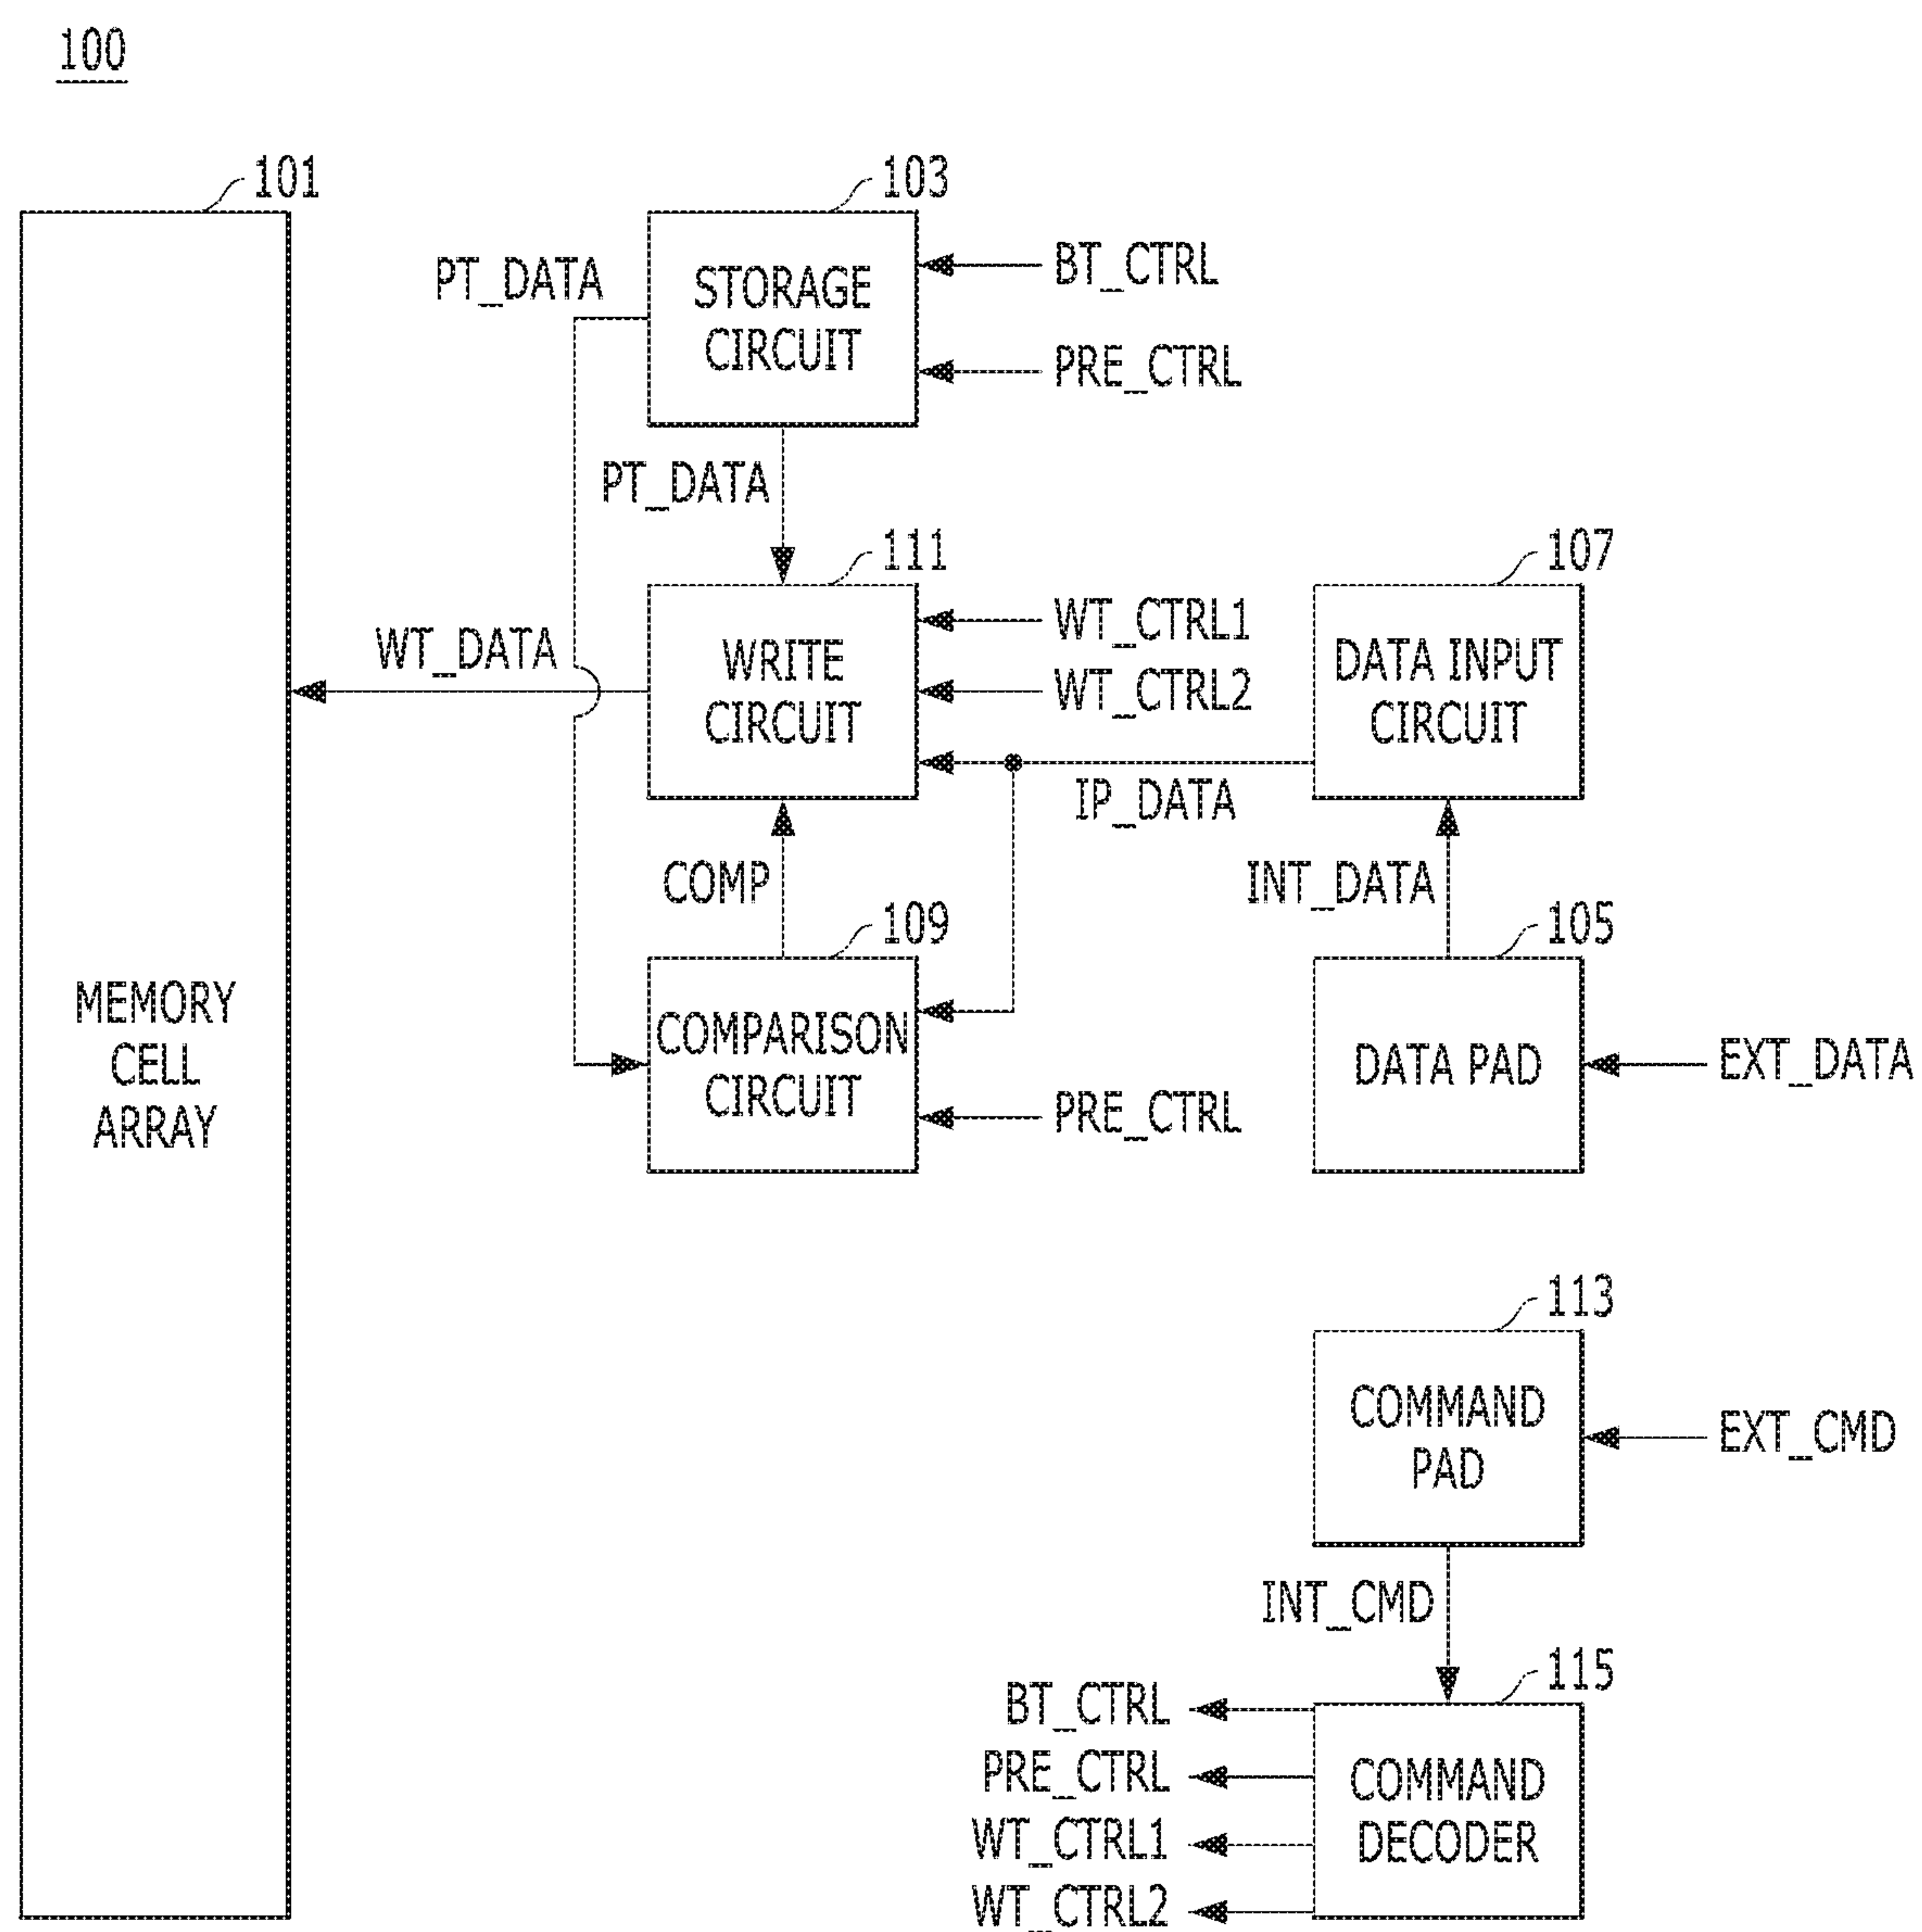 100
101
103
PT_DATA
STORAGE
CIRCUIT
BT_CTRL
PRE_CTRL
PT_DATA
111
107
WT_DATA
WRITE
CIRCUIT
WT_CTRL1
WT_CTRL2
DATA INPUT
CIRCUIT
IP_DATA
COMP
INT_DATA
109
105
MEMORY
CELL
ARRAY
COMPARISON
CIRCUIT
PRE_CTRL
DATA PAD
EXT_DATA
113
COMMAND
PAD
EXT_CMD
INT_CMD
115
BT_CTRL
PRE_CTRL
WT_CTRL1
WT_CTRL2
COMMAND
DECODER